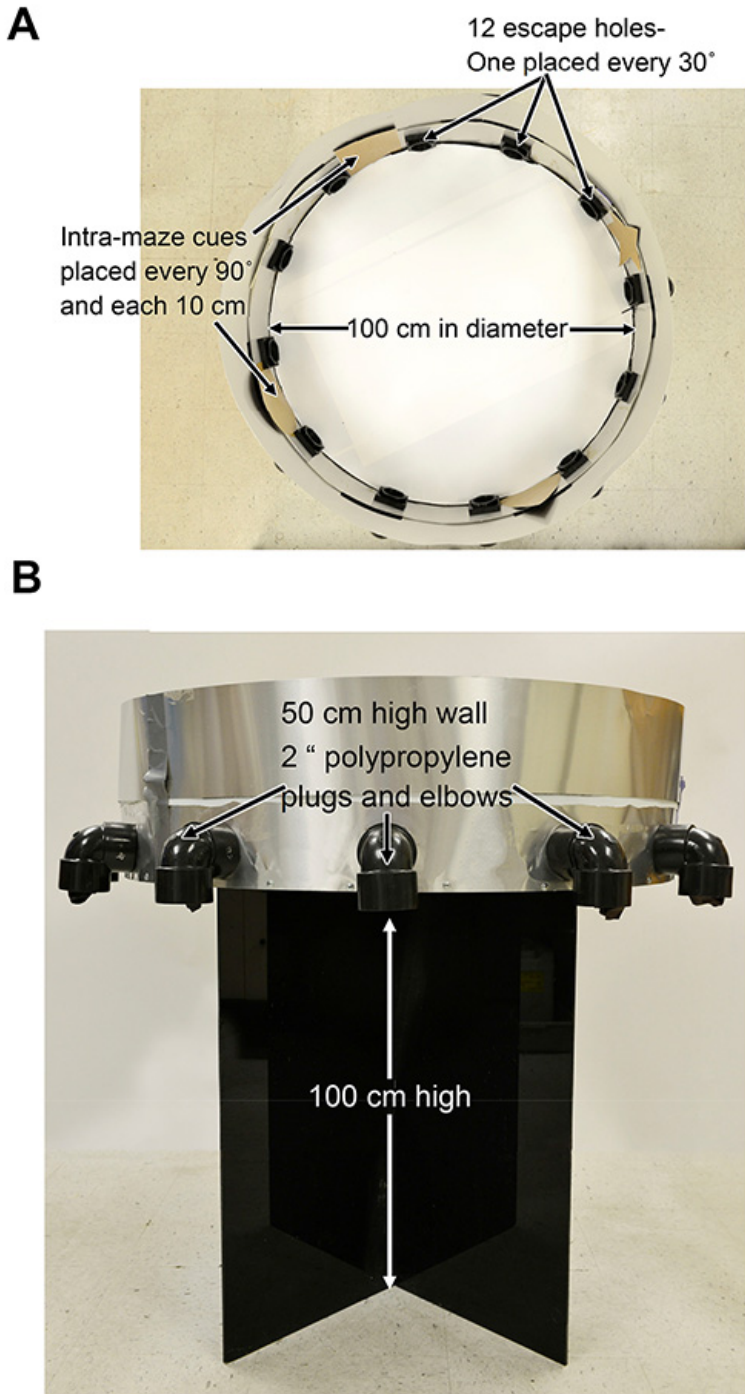 A
12 escape holes-
One placed every 30˚
Intra-maze cues
placed every 90˚
and each 10 cm
100 cm in diameter
B
50 cm high wall
2 “ polypropylene
plugs and elbows
100 cm high